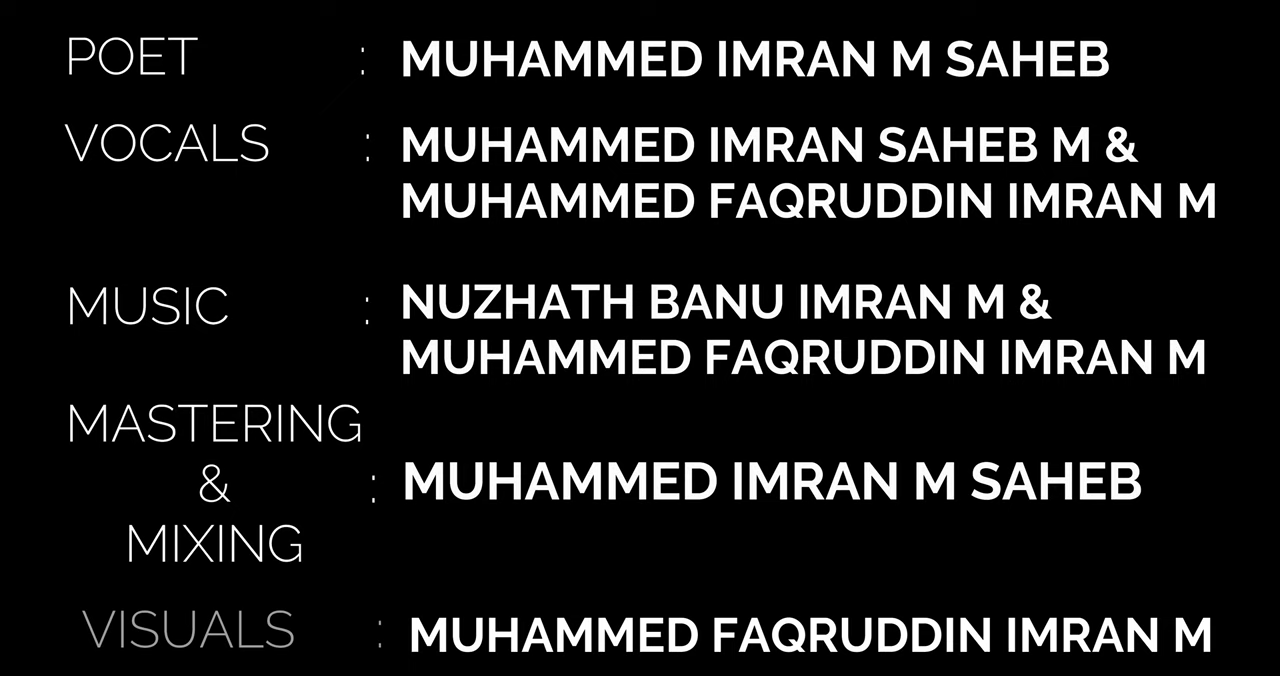 POET : MUHAMMED IMRAN M SAHEB
VOCALS : MUHAMMED IMRAN SAHEB M &
MUHAMMED FAQRUDDIN IMRAN M
MUSIC : NUZHATH BANU IMRAN M &
MUHAMMED FAQRUDDIN IMRAN M
MASTERING
& : MUHAMMED IMRAN M SAHEB
MIXING
VISUALS : MUHAMMED FAQRUDDIN IMRAN M